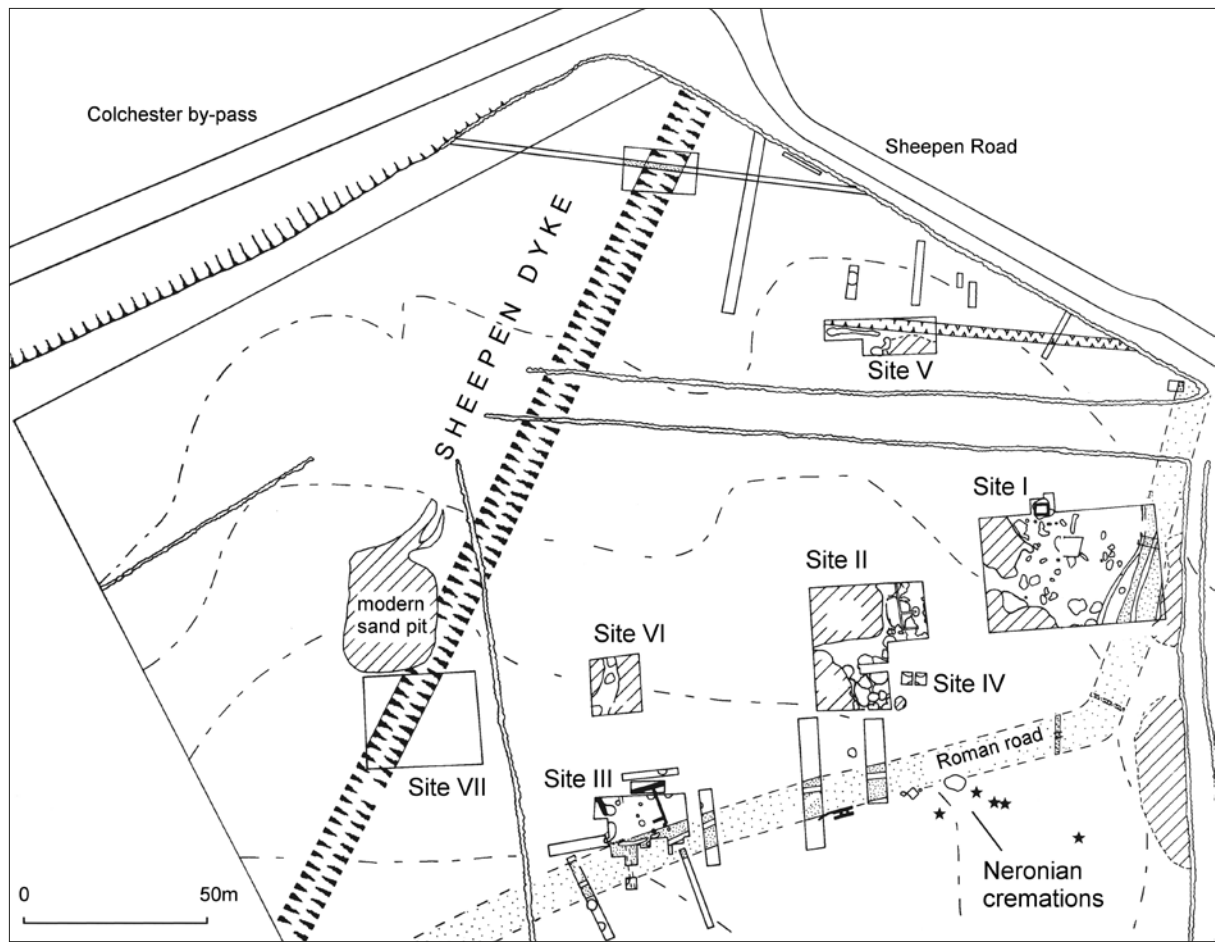 Colchester by-pass
Sheepen Road
SHEEPEN DYKE
Site V
Site I
Site II
modern
sand pit
Site VI
Site IV
Roman road
Site VII
Site III
Neronian
cremations
0 50m